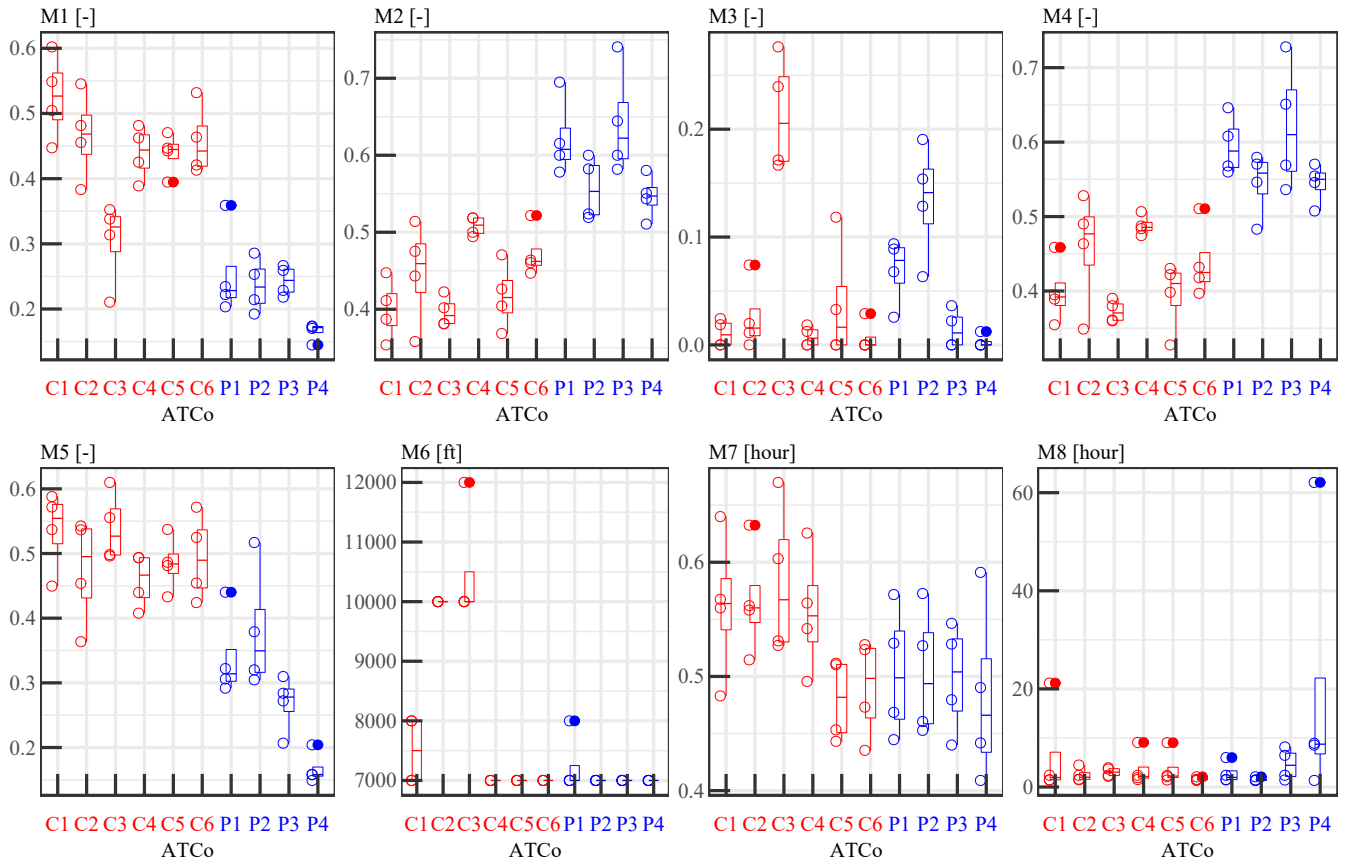 M1 [-]
0.6
0.5
0.4
0.3
0.2
C1 C2 C3 C4 C5 C6 P1 P2 P3 P4
ATCo
M2 [-]
0.7
0.6
0.5
0.4
C1 C2 C3 C4 C5 C6 P1 P2 P3 P4
ATCo
M3 [-]
0.2
0.1
0.0
C1 C2 C3 C4 C5 C6 P1 P2 P3 P4
ATCo
M4 [-]
0.7
0.6
0.5
0.4
C1 C2 C3 C4 C5 C6 P1 P2 P3 P4
ATCo
M5 [-]
0.6
0.5
0.4
0.3
0.2
C1 C2 C3 C4 C5 C6 P1 P2 P3 P4
ATCo
M6 [ft]
12000
11000
10000
9000
8000
7000
C1 C2 C3 C4 C5 C6 P1 P2 P3 P4
ATCo
M7 [hour]
0.6
0.5
0.4
C1 C2 C3 C4 C5 C6 P1 P2 P3 P4
ATCo
M8 [hour]
60
40
20
0
C1 C2 C3 C4 C5 C6 P1 P2 P3 P4
ATCo